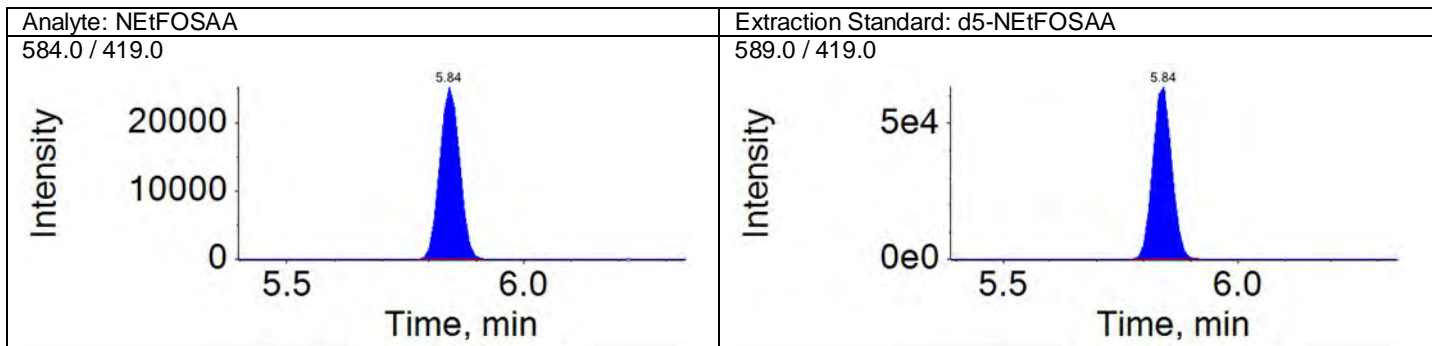 Analyte: NEtFOSAA
584.0 / 419.0
5.84
Intensity
20000
10000
0
5.5 6.0
Time, min
Extraction Standard: d5-NEtFOSAA
589.0 / 419.0
5.84
Intensity
5e4
0e0
5.5 6.0
Time, min